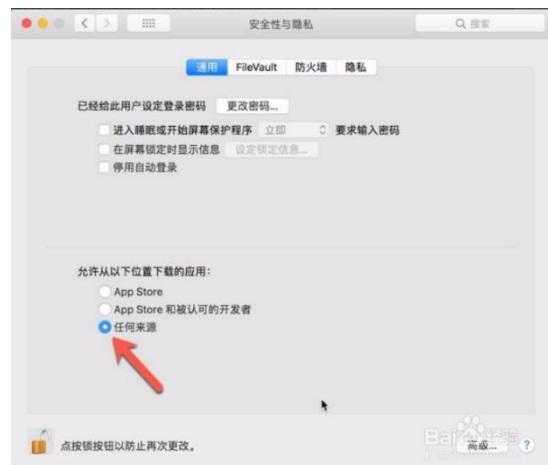 安全性与隐私
搜索
通用 FileVault 防火墙 隐私
已经给此用户设定登录密码 更改密码...
进入睡眠或开始屏幕保护程序 立即 要求输入密码
在屏幕锁定时显示信息 设定锁定信息...
停用自动登录
允许从以下位置下载的应用：
App Store
App Store 和被认可的开发者
任何来源
点按锁按钮以防止再次更改。
高级... ?